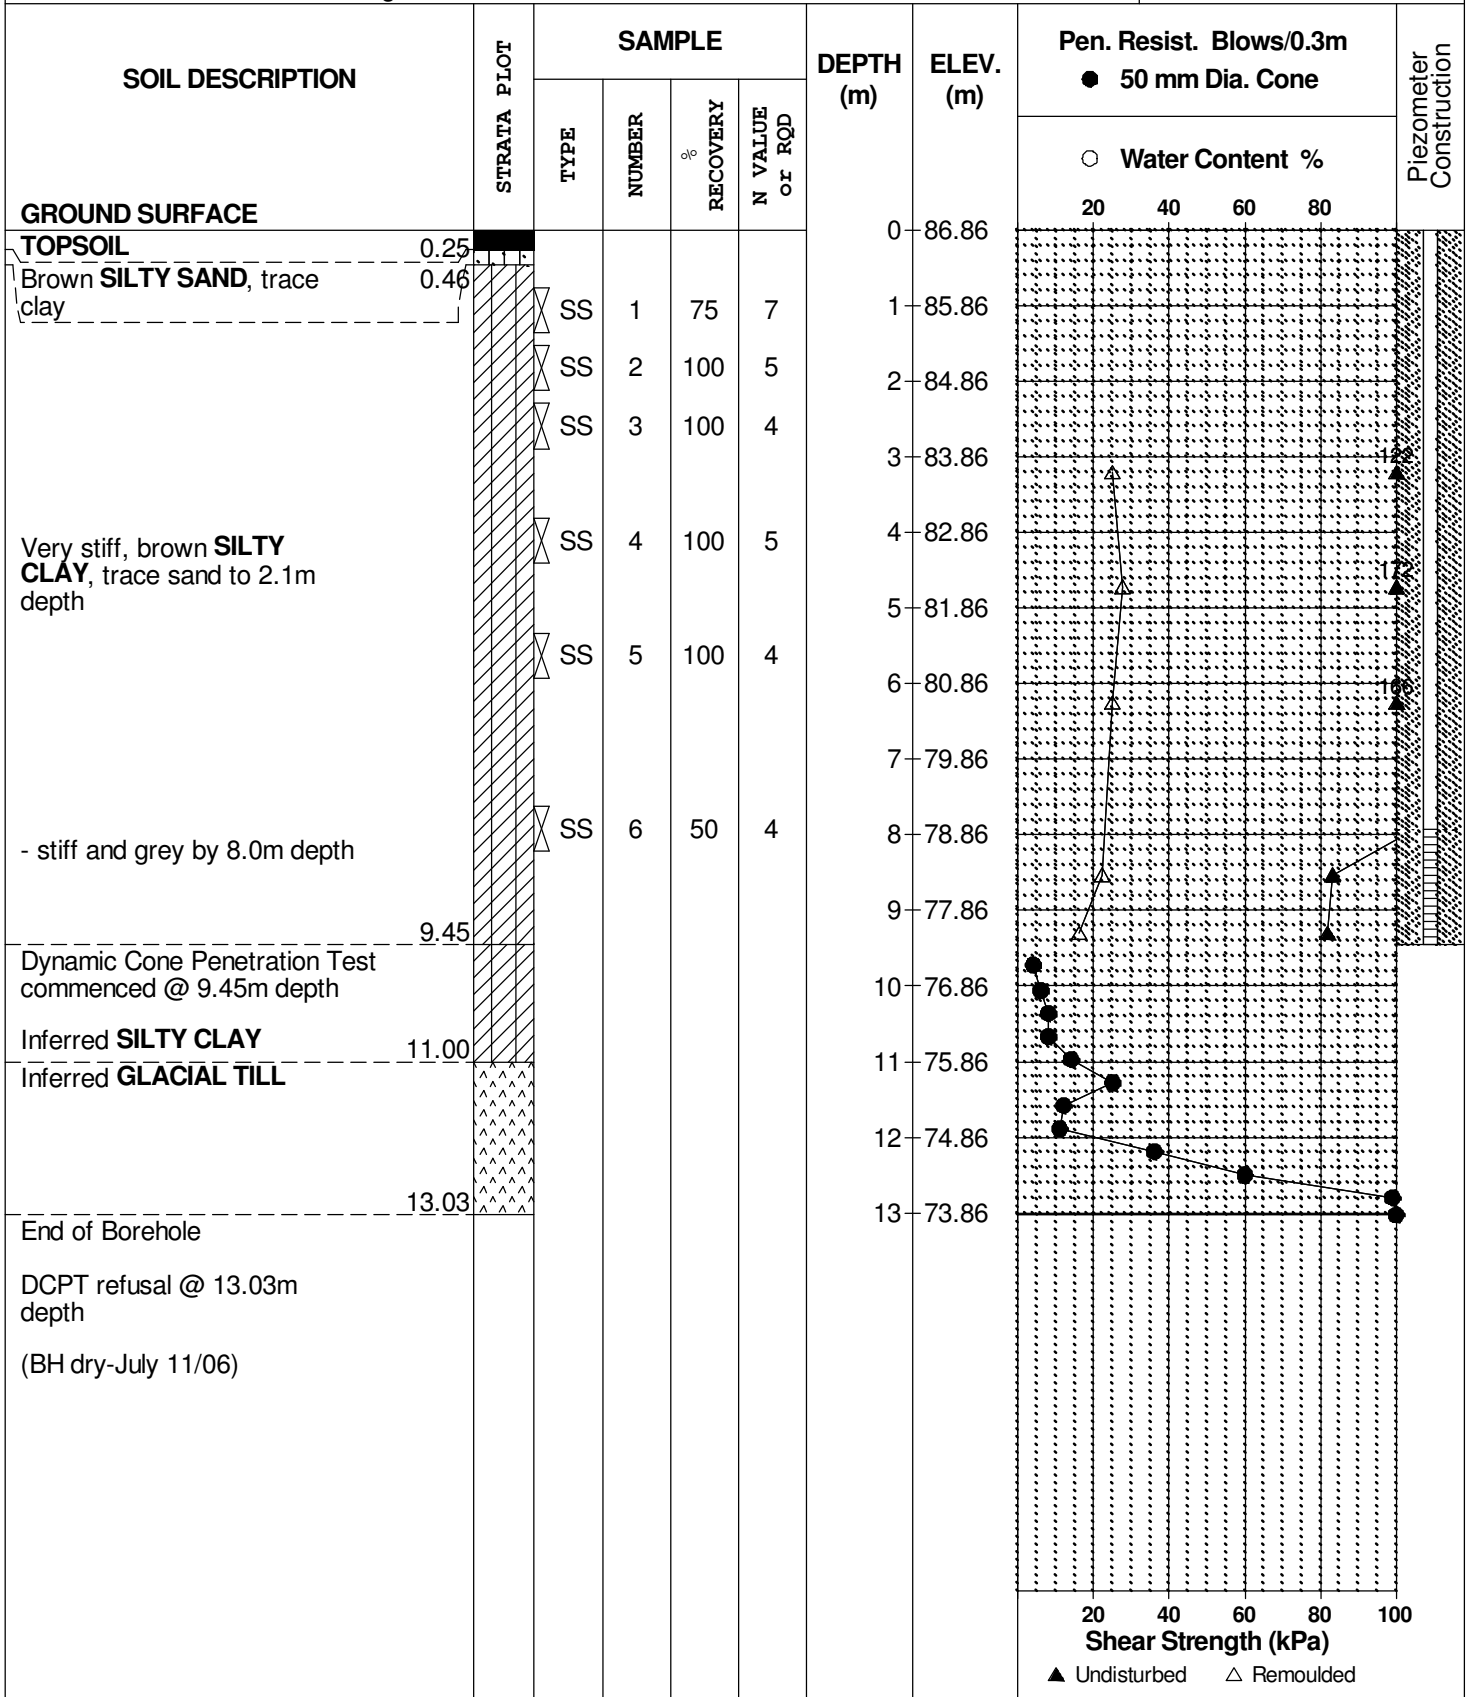 SOIL DESCRIPTION
STRATA PLOT
SAMPLE
TYPE
NUMBER
% RECOVERY
N VALUE or RQD
DEPTH (m)
ELEV. (m)
Pen. Resist. Blows/0.3m
● 50 mm Dia. Cone
○ Water Content %
Piezometer Construction
20 40 60 80
GROUND SURFACE
0 86.86
TOPSOIL 0.25
Brown SILTY SAND, trace 0.46
clay
SS 1 75 7
1 85.86
SS 2 100 5
2 84.86
SS 3 100 4
3 83.86
122
SS 4 100 5
4 82.86
Very stiff, brown SILTY
CLAY, trace sand to 2.1m
depth
172
5 81.86
SS 5 100 4
6 80.86
7 79.86
SS 6 50 4
8 78.86
- stiff and grey by 8.0m depth
9 77.86
9.45
Dynamic Cone Penetration Test
commenced @ 9.45m depth
10 76.86
Inferred SILTY CLAY
11.00
11 75.86
Inferred GLACIAL TILL
12 74.86
13.03
13 73.86
End of Borehole
DCPT refusal @ 13.03m
depth
(BH dry-July 11/06)
20 40 60 80 100
Shear Strength (kPa)
▲ Undisturbed △ Remoulded